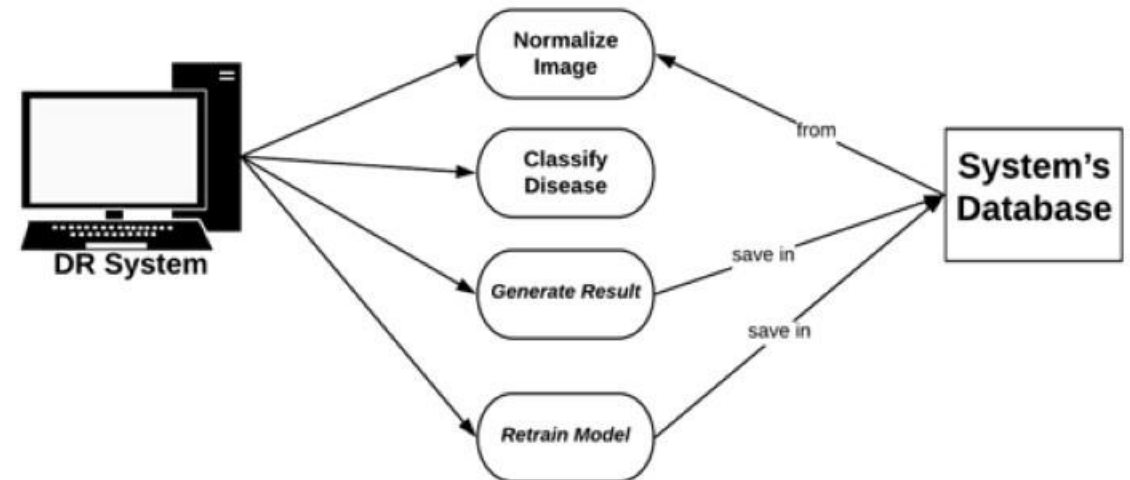 Normalize
Image
from
Classify
Disease
System's
Database
DR System
save in
Generate Result
save in
Retrain Model